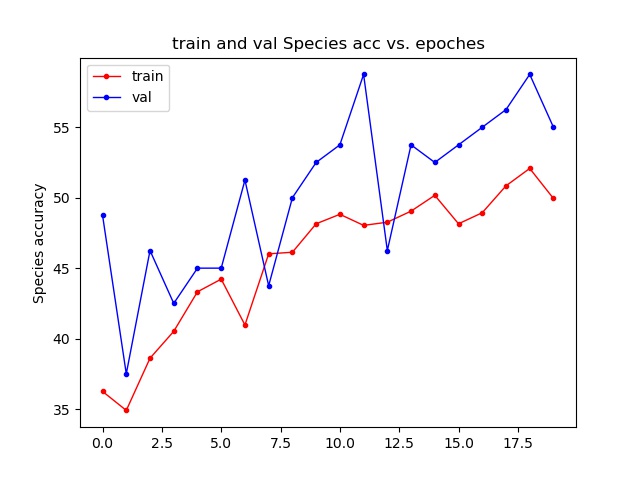 train and val Species acc vs. epoches
train
val
Species accuracy
55
50
45
40
35
0.0 2.5 5.0 7.5 10.0 12.5 15.0 17.5